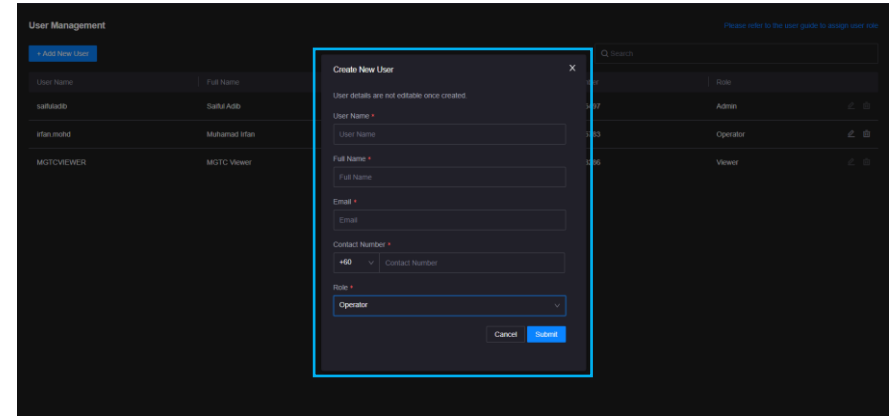 User Management
Please refer to the user guide to assign user role
+ Add New User
Search
User Name
Full Name
Role
saifuladib
Saiful Adib
Admin
irfan.mohd
Muhamad Irfan
Operator
MGTCVIEWER
MGTC Viewer
Viewer
Create New User
X
User details are not editable once created.
User Name *
User Name
Full Name *
Full Name
Email *
Email
Contact Number *
+60
Contact Number
Role *
Operator
Cancel
Submit